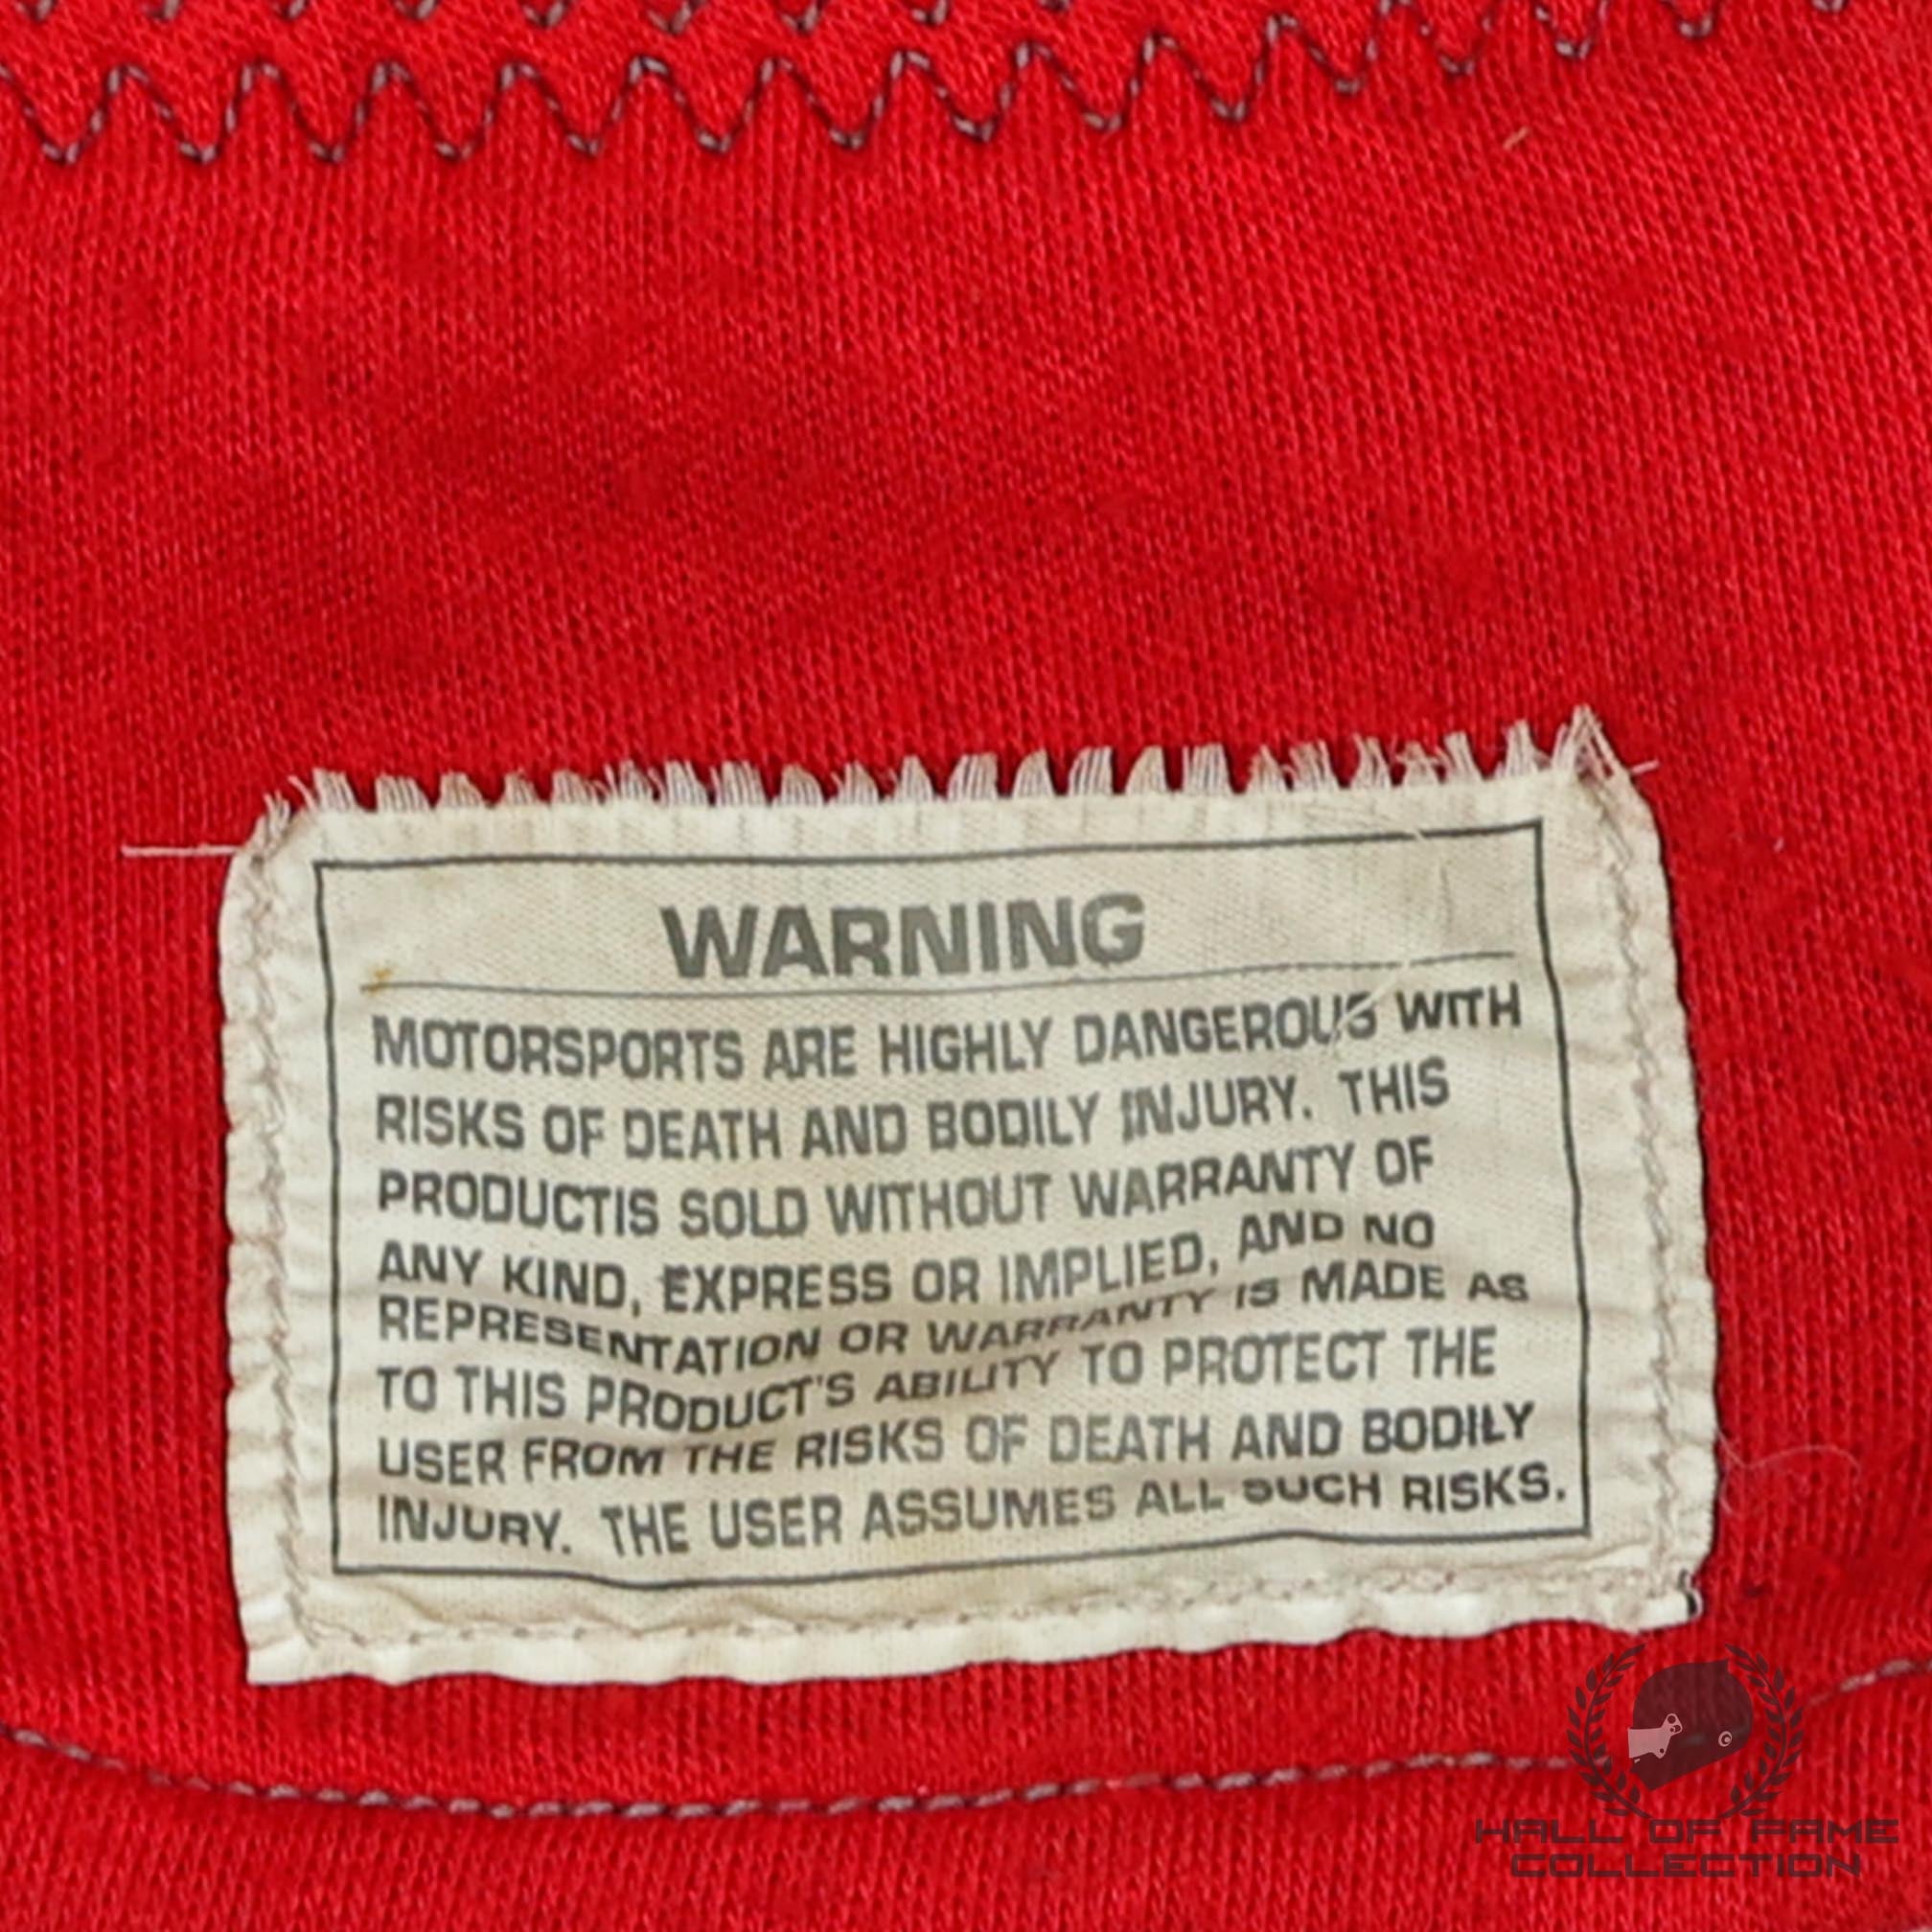 WARNING
MOTORSPORTS ARE HIGHLY DANGEROUS WITH
RISKS OF DEATH AND BODILY INJURY. THIS
PRODUCTIS SOLD WITHOUT WARRANTY OF
ANY KIND, EXPRESS OR IMPLIED, AND NO
REPRESENTATION OR WARRANTY IS MADE AS
TO THIS PRODUCT'S ABILITY TO PROTECT THE
USER FROM THE RISKS OF DEATH AND BODILY
INJURY. THE USER ASSUMES ALL SUCH RISKS.
HALL OF FAME
COLLECTION